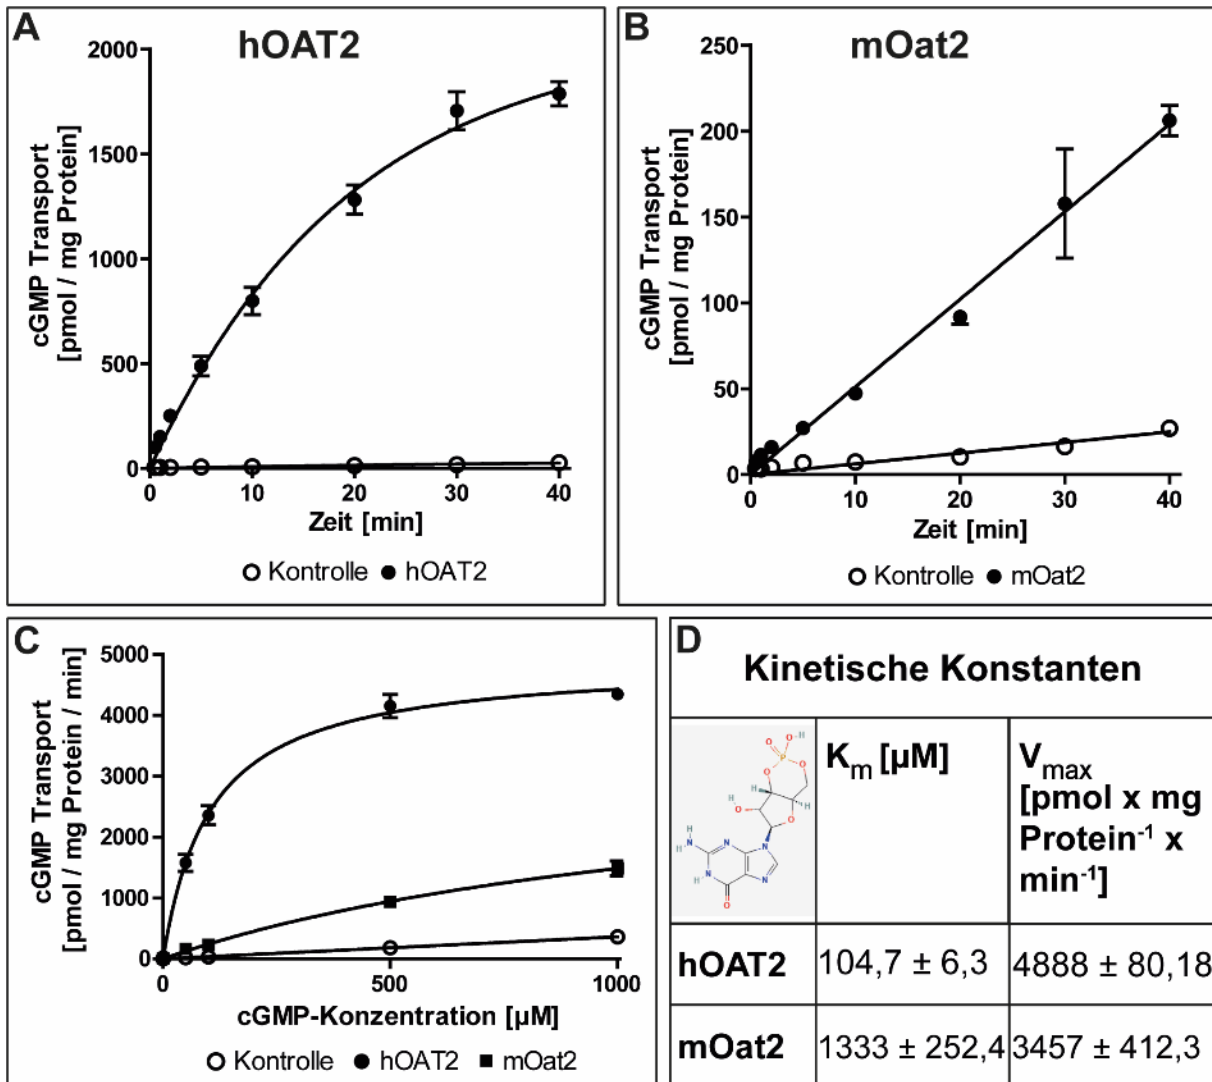 A
hOAT2
cGMP Transport
[pmol / mg Protein]
2000
1500
1000
500
0
0 10 20 30 40
Zeit [min]
Kontrolle hOAT2
B
mOat2
cGMP Transport
[pmol / mg Protein]
250
200
150
100
50
0
0 10 20 30 40
Zeit [min]
Kontrolle mOat2
C
cGMP Transport
[pmol / mg Protein / min]
5000
4000
3000
2000
1000
0
0 500 1000
cGMP-Konzentration [µM]
Kontrolle hOAT2 mOat2
D
Kinetische Konstanten
O H
O P
O O
H
H O H
O
H N N N
H
H N N
O
Km [µM]
Vmax
[pmol x mg
Protein-1 x
min-1]
hOAT2 104,7 ± 6,3 4888 ± 80,18
mOat2 1333 ± 252,4 3457 ± 412,3